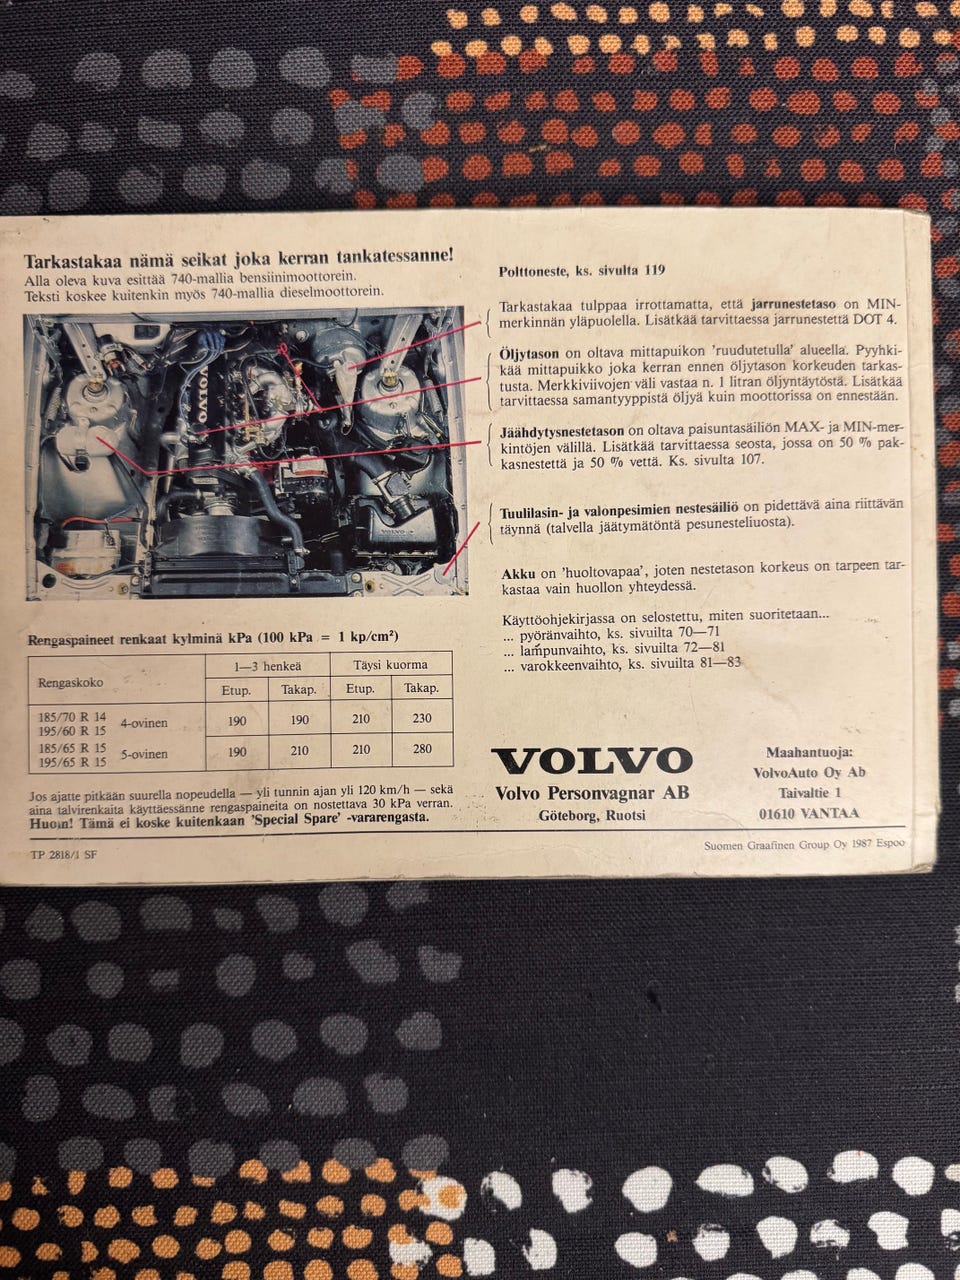 Tarkastakaa nämä seikat joka kerran tankatessanne!
Alla oleva kuva esittää 740-mallia bensiinimoottorein.
Teksti koskee kuitenkin myös 740-mallia dieselmoottorein.
VOLVO
VOLVO
Rengaspaineet renkaat kylminä kPa (100 kPa = 1 kp/cm²)
Rengaskoko 1—3 henkeä Täysi kuorma
Etup. Takap. Etup. Takap.
185/70 R 14
195/60 R 15 4-ovinen 190 190 210 230
185/65 R 15
195/65 R 15 5-ovinen 190 210 210 280
Jos ajatte pitkään suurella nopeudella — yli tunnin ajan yli 120 km/h — sekä
aina talvirenkaita käyttäessänne rengaspaineita on nostettava 30 kPa verran.
Huom! Tämä ei koske kuitenkaan 'Special Spare' -vararengasta.
TP 2818/1 SF
Polttoneste, ks. sivulta 119
Tarkastakaa tulppaa irrottamatta, että jarrunestetaso on MIN-
merkinnän yläpuolella. Lisätkää tarvittaessa jarrunestettä DOT 4.
Öljytason on oltava mittapuikon 'ruudutetulla' alueella. Pyyhki-
kää mittapuikko joka kerran ennen öljytason korkeuden tarkas-
tusta. Merkkiviivojen väli vastaa n. 1 litran öljyntäytöstä. Lisätkää
tarvittaessa samantyyppistä öljyä kuin moottorissa on ennestään.
Jäähdytysnestetason on oltava paisuntasäiliön MAX- ja MIN-mer-
kintöjen välillä. Lisätkää tarvittaessa seosta, jossa on 50 % pak-
kasnestettä ja 50 % vettä. Ks. sivulta 107.
Tuulilasin- ja valonpesimien nestesäiliö on pidettävä aina riittävän
täynnä (talvella jäätymätöntä pesunesteliuosta).
Akku on 'huoltovapaa', joten nestetason korkeus on tarpeen tar-
kastaa vain huollon yhteydessä.
Käyttöohjekirjassa on selostettu, miten suoritetaan...
... pyöränvaihto, ks. sivuilta 70—71
... lampunvaihto, ks. sivuilta 72—81
... varokkeenvaihto, ks. sivuilta 81—83
VOLVO
Volvo Personvagnar AB
Göteborg, Ruotsi
Maahantuoja:
VolvoAuto Oy Ab
Taivaltie 1
01610 VANTAA
Suomen Graafinen Group Oy 1987 Espoo